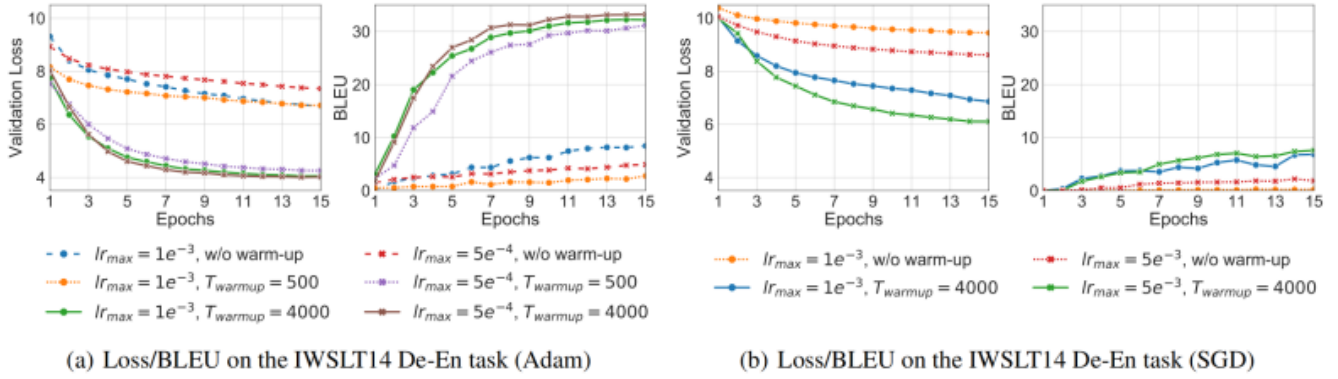 10
8
6
4
Validation Loss
1 3 5 7 9 11 13 15
Epochs
30
20
10
0
BLEU
1 3 5 7 9 11 13 15
Epochs
lr_max = 1e^-3, w/o warm-up
lr_max = 5e^-4, w/o warm-up
lr_max = 1e^-3, T_warmup = 500
lr_max = 5e^-4, T_warmup = 500
lr_max = 1e^-3, T_warmup = 4000
lr_max = 5e^-4, T_warmup = 4000
(a) Loss/BLEU on the IWSLT14 De-En task (Adam)
10
8
6
4
Validation Loss
1 3 5 7 9 11 13 15
Epochs
30
20
10
0
BLEU
1 3 5 7 9 11 13 15
Epochs
lr_max = 1e^-3, w/o warm-up
lr_max = 5e^-3, w/o warm-up
lr_max = 1e^-3, T_warmup = 4000
lr_max = 5e^-3, T_warmup = 4000
(b) Loss/BLEU on the IWSLT14 De-En task (SGD)